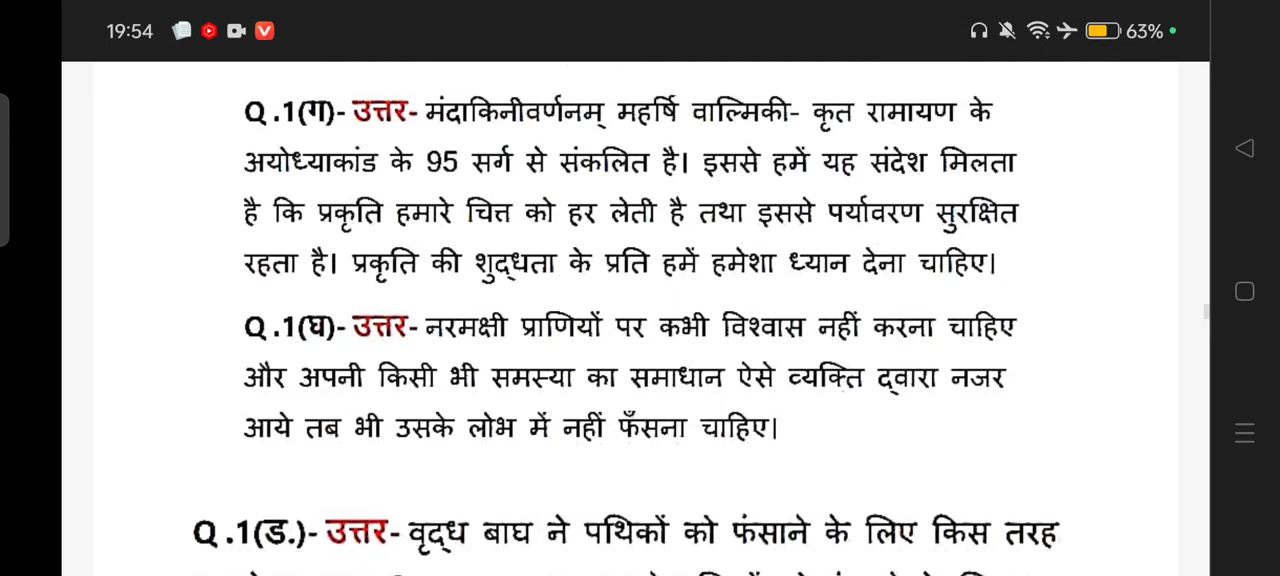 19:54 63%
Q .1(ग)- उत्तर- मंदाकिनीवर्णनम् महर्षि वाल्मिकी- कृत रामायण के
अयोध्याकांड के 95 सर्ग से संकलित है। इससे हमें यह संदेश मिलता
है कि प्रकृति हमारे चित्त को हर लेती है तथा इससे पर्यावरण सुरक्षित
रहता है। प्रकृति की शुद्धता के प्रति हमें हमेशा ध्यान देना चाहिए।
Q .1(घ)- उत्तर- नरमक्षी प्राणियों पर कभी विश्वास नहीं करना चाहिए
और अपनी किसी भी समस्या का समाधान ऐसे व्यक्ति द्वारा नजर
आये तब भी उसके लोभ में नहीं फँसना चाहिए।
Q .1(ड.)- उत्तर- वृद्ध बाघ ने पथिकों को फंसाने के लिए किस तरह